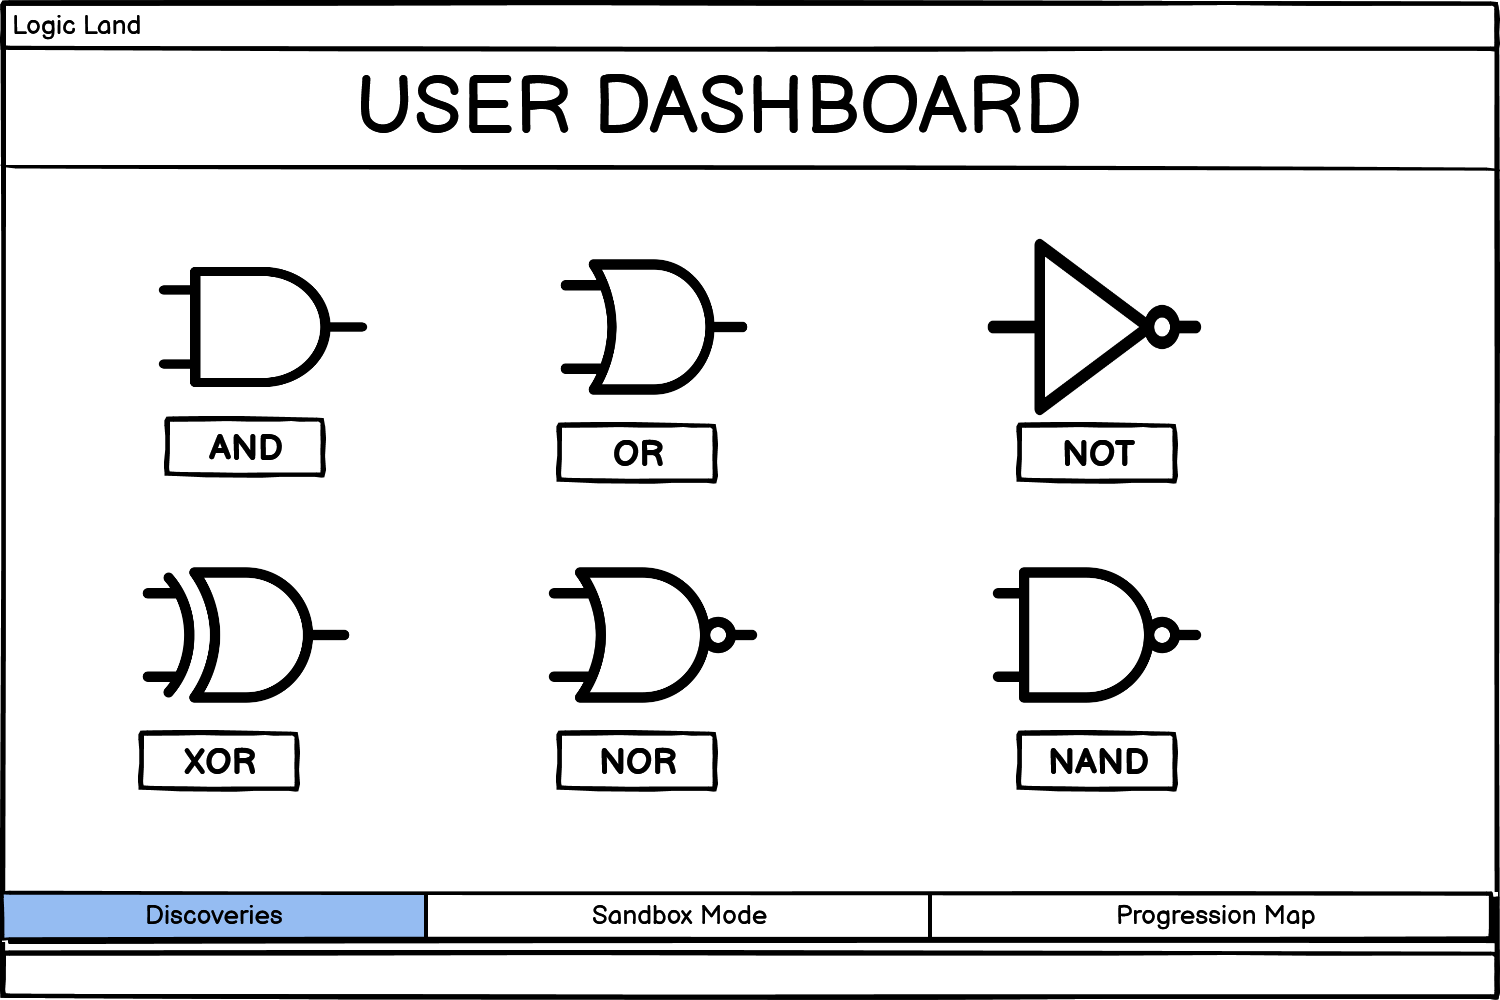 Logic Land
USER DASHBOARD
AND
OR
NOT
XOR
NOR
NAND
Discoveries
Sandbox Mode
Progression Map